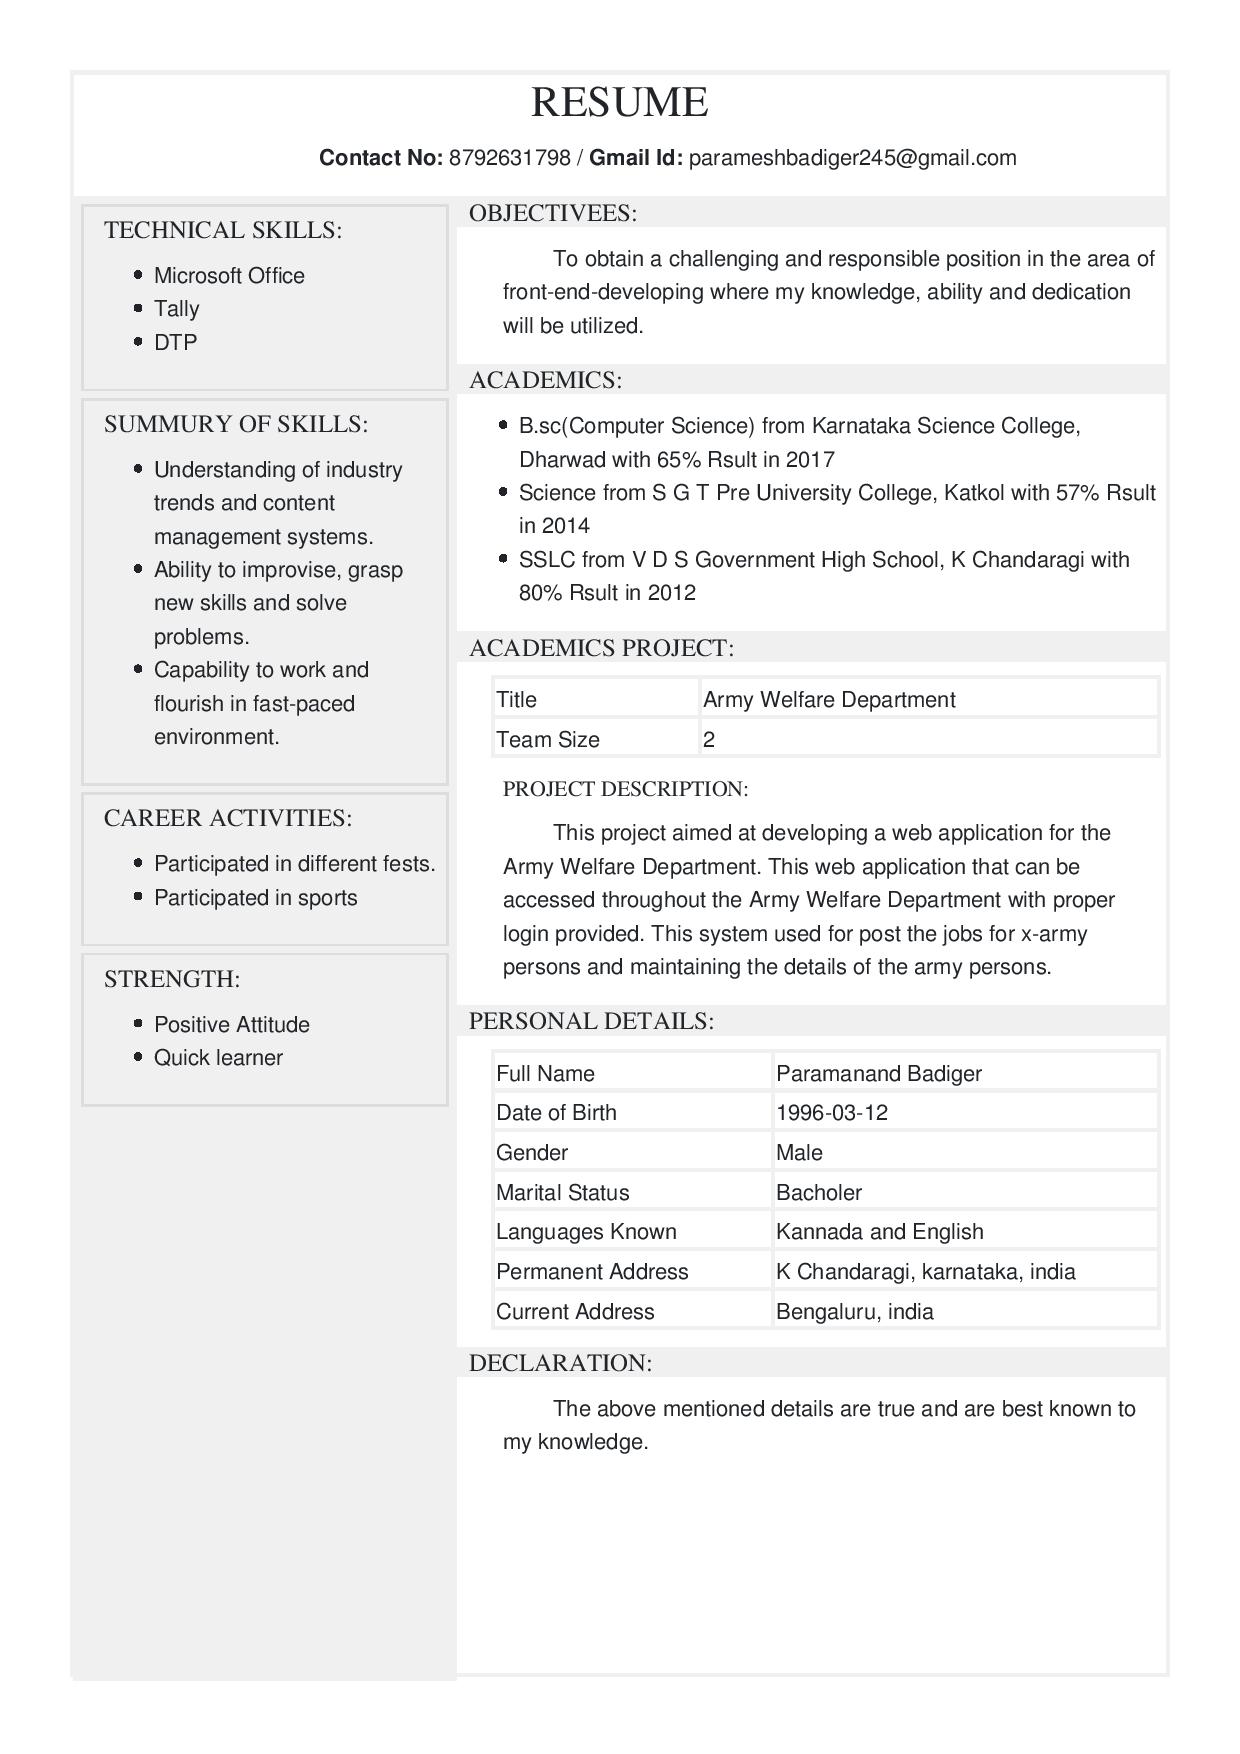 RESUME
Contact No: 8792631798 / Gmail Id: parameshbadiger245@gmail.com
TECHNICAL SKILLS:
Microsoft Office
Tally
DTP
SUMMURY OF SKILLS:
Understanding of industry
trends and content
management systems.
Ability to improvise, grasp
new skills and solve
problems.
Capability to work and
flourish in fast-paced
environment.
CAREER ACTIVITIES:
Participated in different fests.
Participated in sports
STRENGTH:
Positive Attitude
Quick learner
OBJECTIVEES:
To obtain a challenging and responsible position in the area of
front-end-developing where my knowledge, ability and dedication
will be utilized.
ACADEMICS:
B.sc(Computer Science) from Karnataka Science College,
Dharwad with 65% Rsult in 2017
Science from S G T Pre University College, Katkol with 57% Rsult
in 2014
SSLC from V D S Government High School, K Chandaragi with
80% Rsult in 2012
ACADEMICS PROJECT:
Title Army Welfare Department
Team Size 2
PROJECT DESCRIPTION:
This project aimed at developing a web application for the
Army Welfare Department. This web application that can be
accessed throughout the Army Welfare Department with proper
login provided. This system used for post the jobs for x-army
persons and maintaining the details of the army persons.
PERSONAL DETAILS:
Full Name Paramanand Badiger
Date of Birth 1996-03-12
Gender Male
Marital Status Bacholer
Languages Known Kannada and English
Permanent Address K Chandaragi, karnataka, india
Current Address Bengaluru, india
DECLARATION:
The above mentioned details are true and are best known to
my knowledge.